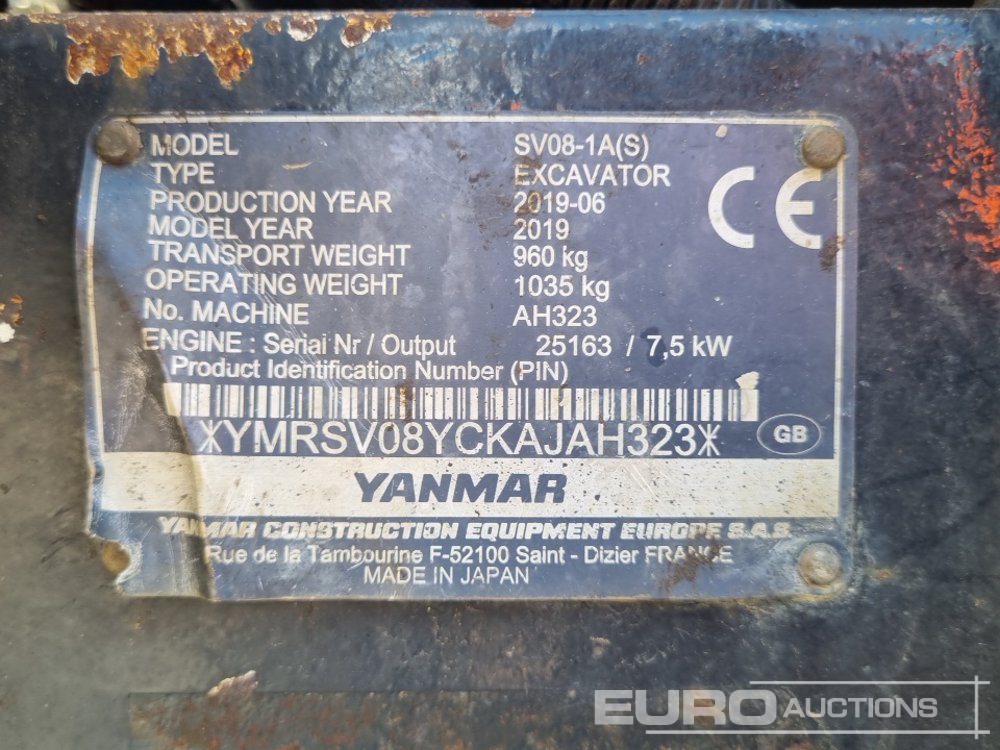 MODEL SV08-1A(S)
TYPE EXCAVATOR
PRODUCTION YEAR 2019-06
MODEL YEAR 2019
TRANSPORT WEIGHT 960 kg
OPERATING WEIGHT 1035 kg
No. MACHINE AH323
ENGINE : Seriai Nr / Output 25163 / 7,5 kW
Product Identification Number (PIN)
YMRSV08YCKAJAH323
GB
CE
YANMAR
YANMAR CONSTRUCTION EQUIPMENT EUROPE S.A.S.
Rue de la Tambourine F-52100 Saint - Dizier FRANCE
MADE IN JAPAN
EURO AUCTIONS